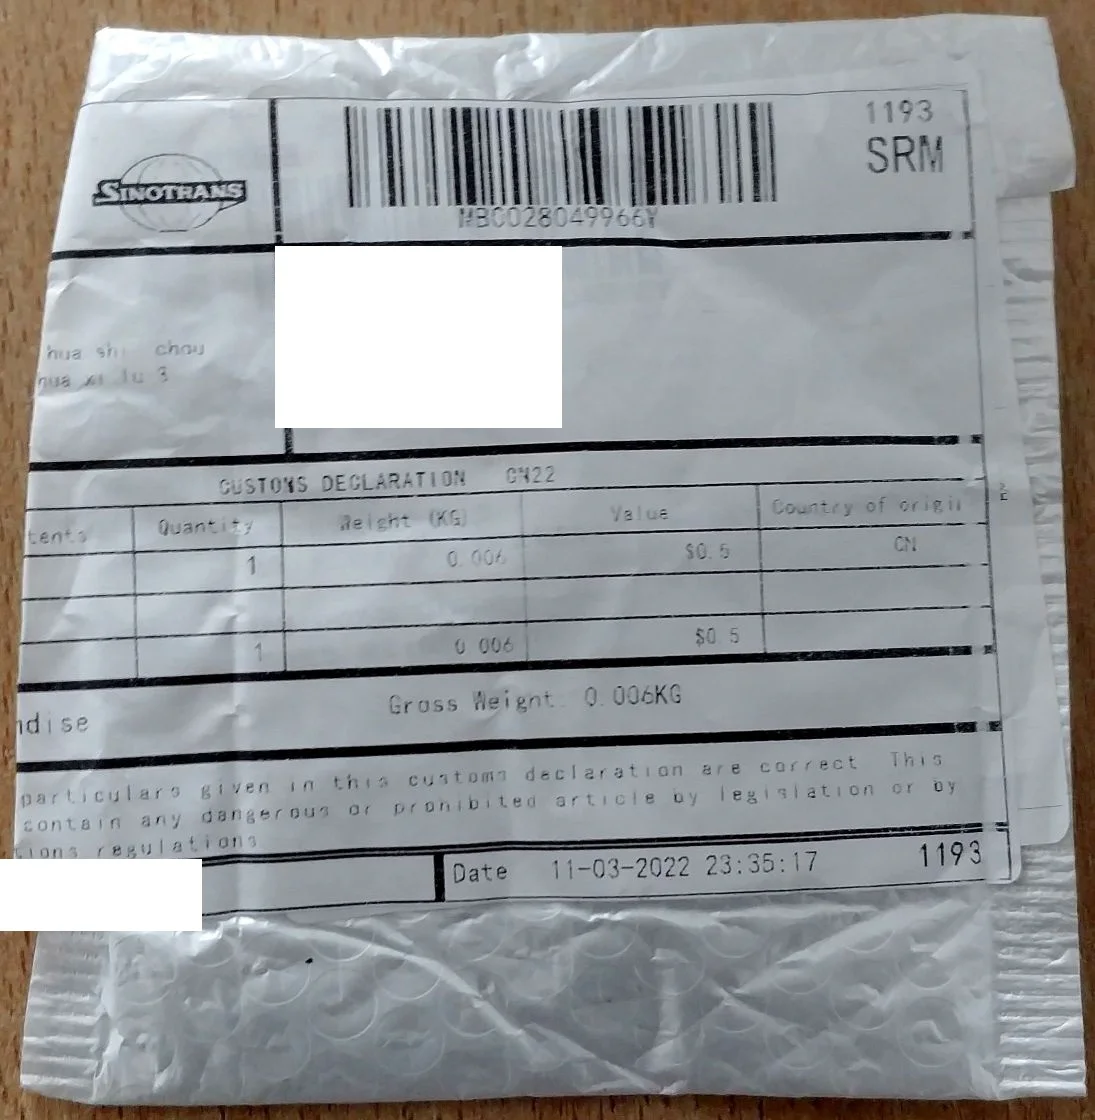 1193
SRM
SINOTRANS
MBC028049966Y
hua shi chou
hua xi lu 3
CUSTOMS DECLARATION CN22
tents Quantity Weight (KG) Value Country of origin
1 0.006 $0.5 CN
1 0.006 $0.5
ndise Gross Weight 0.006KG
particulars given in this customs declaration are correct This
contain any dangerous or prohibited article by legislation or by
tions regulations
Date 11-03-2022 23:35:17 1193